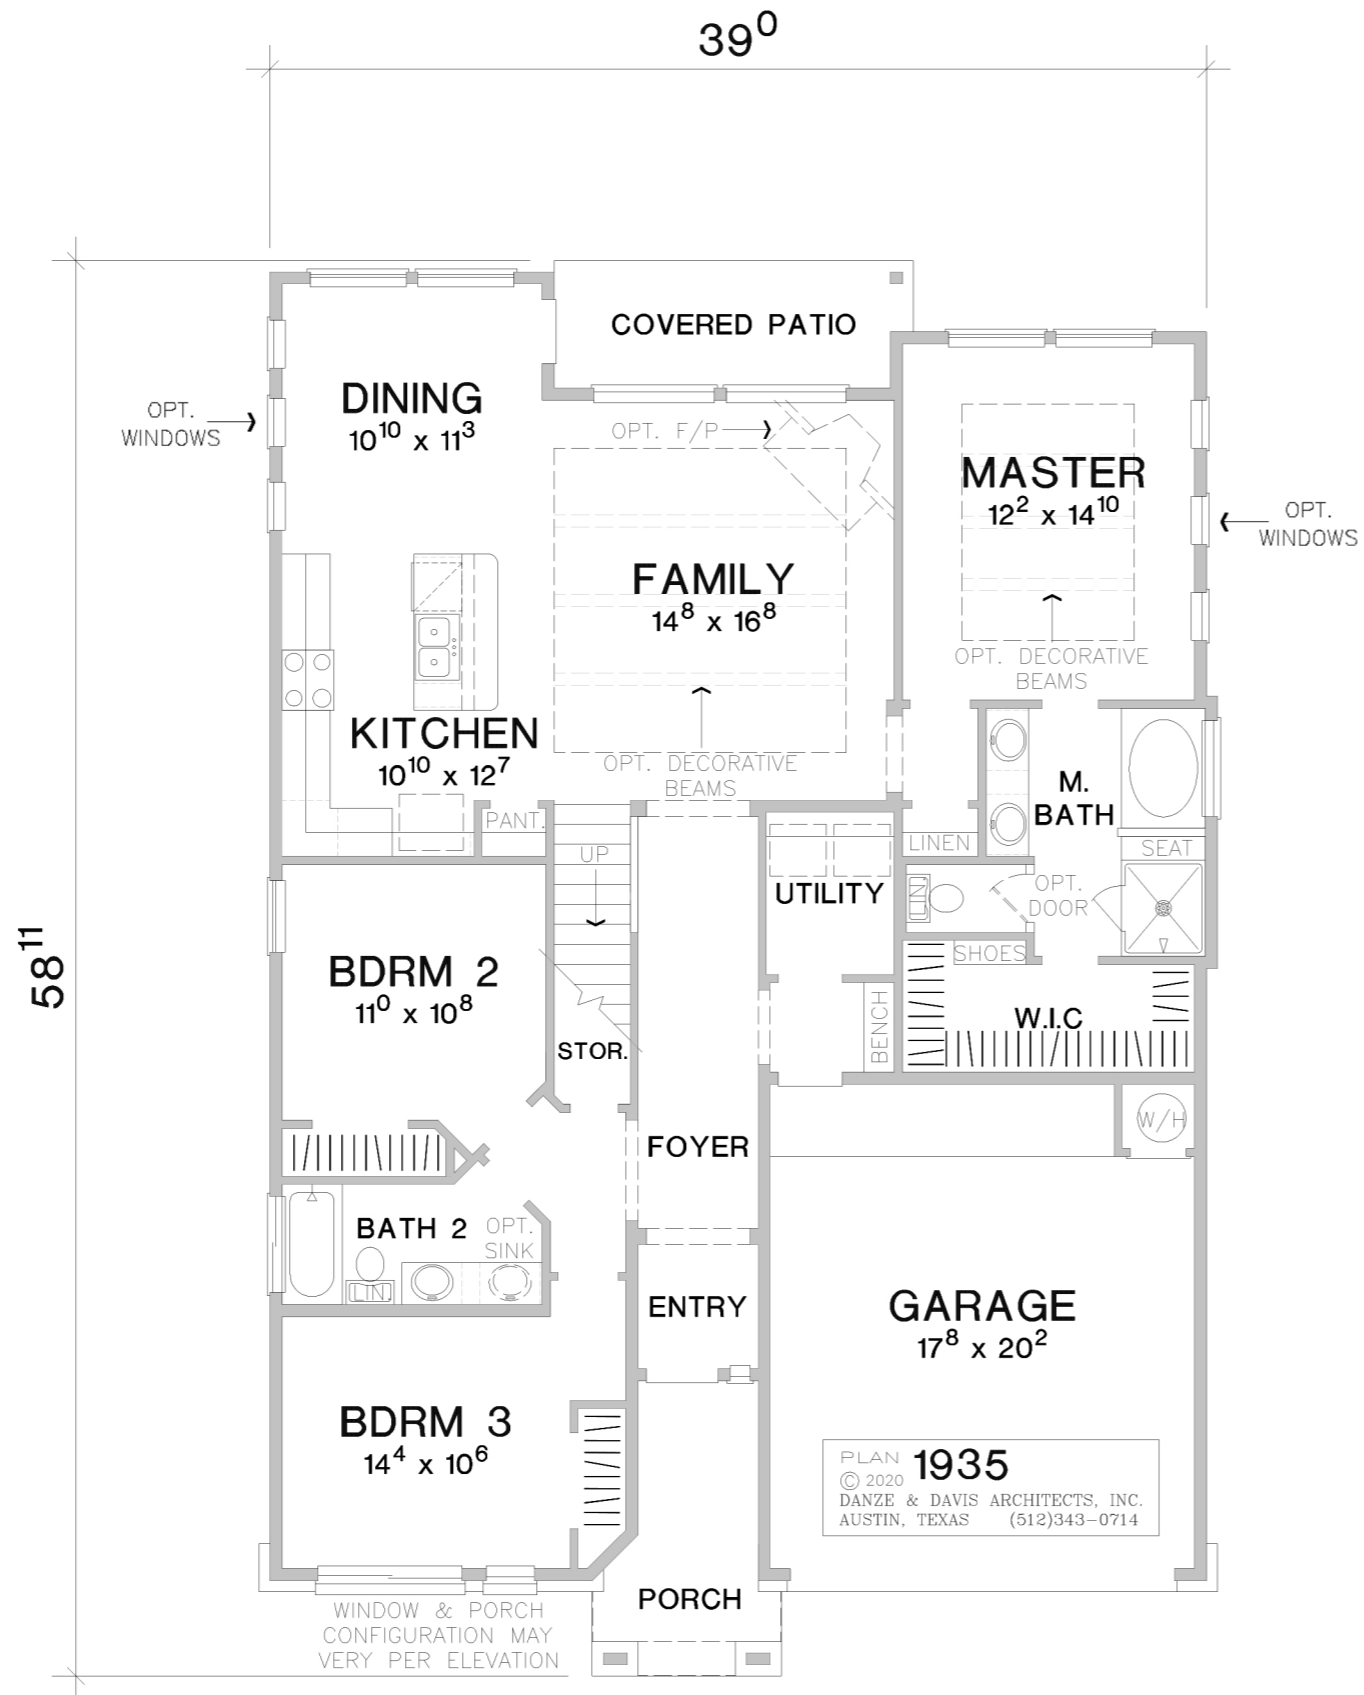 39⁰
COVERED PATIO
DINING
10¹⁰ x 11³
OPT.
WINDOWS
OPT. F/P
MASTER
12² x 14¹⁰
OPT.
WINDOWS
FAMILY
14⁸ x 16⁸
OPT. DECORATIVE
BEAMS
KITCHEN
10¹⁰ x 12⁷
OPT. DECORATIVE
BEAMS
M.
BATH
PANT.
LINEN
SEAT
UP
UTILITY
LIN.
OPT.
DOOR
SHOES
58¹¹
BDRM 2
11⁰ x 10⁸
W.I.C
BENCH
STOR.
W/H
FOYER
BATH 2
OPT.
SINK
LIN.
ENTRY
GARAGE
17⁸ x 20²
BDRM 3
14⁴ x 10⁶
PLAN 1935
© 2020
DANZE & DAVIS ARCHITECTS, INC.
AUSTIN, TEXAS (512)343-0714
PORCH
WINDOW & PORCH
CONFIGURATION MAY
VERY PER ELEVATION